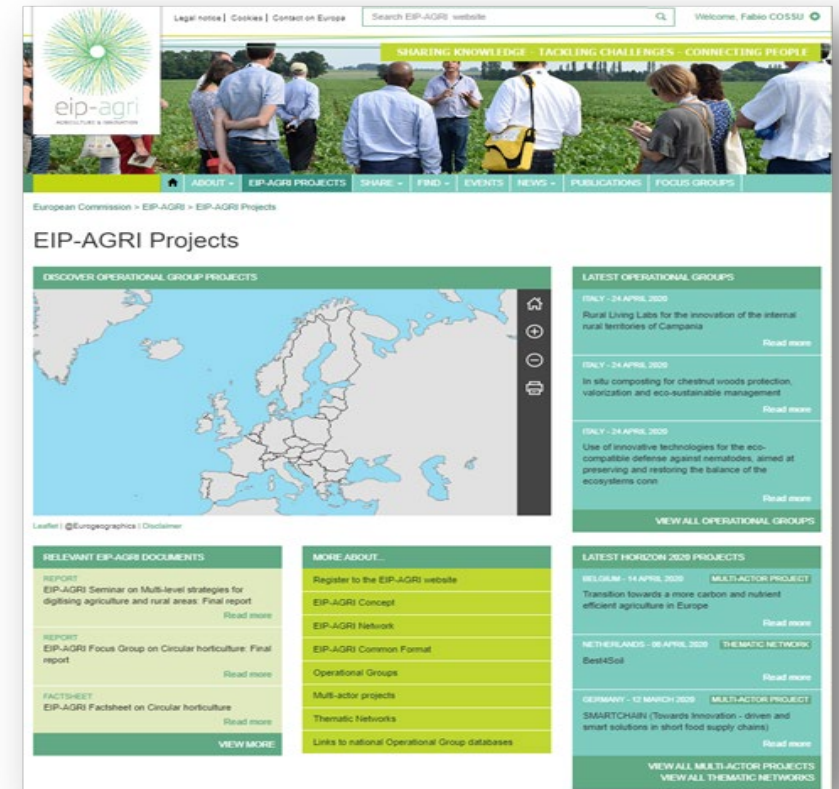 Legal notice | Cookies | Contact on Europa
Search EIP-AGRI website
Welcome, Fabio COSSU
SHARING KNOWLEDGE - TACKLING CHALLENGES - CONNECTING PEOPLE
eip-agri
AGRICULTURE & INNOVATION
ABOUT
EIP-AGRI PROJECTS
SHARE
FIND
EVENTS
NEWS
PUBLICATIONS
FOCUS GROUPS
European Commission > EIP-AGRI > EIP-AGRI Projects
EIP-AGRI Projects
DISCOVER OPERATIONAL GROUP PROJECTS
Leaflet | @Eurogeographics | Disclaimer
LATEST OPERATIONAL GROUPS
ITALY - 24 APRIL 2020
Rural Living Labs for the innovation of the internal
rural territories of Campania
Read more
ITALY - 24 APRIL 2020
In situ composting for chestnut woods protection,
valorization and eco-sustainable management
Read more
ITALY - 24 APRIL 2020
Use of innovative technologies for the eco-
compatible defense against nematodes, aimed at
preserving and restoring the balance of the
ecosystems conn
Read more
VIEW ALL OPERATIONAL GROUPS
RELEVANT EIP-AGRI DOCUMENTS
REPORT
EIP-AGRI Seminar on Multi-level strategies for
digitising agriculture and rural areas: Final report
Read more
REPORT
EIP-AGRI Focus Group on Circular horticulture: Final
report
Read more
FACTSHEET
EIP-AGRI Factsheet on Circular horticulture
Read more
VIEW MORE
MORE ABOUT...
Register to the EIP-AGRI website
EIP-AGRI Concept
EIP-AGRI Network
EIP-AGRI Common Format
Operational Groups
Multi-actor projects
Thematic Networks
Links to national Operational Group databases
LATEST HORIZON 2020 PROJECTS
BELGIUM - 14 APRIL 2020
MULTI-ACTOR PROJECT
Transition towards a more carbon and nutrient
efficient agriculture in Europe
Read more
NETHERLANDS - 06 APRIL 2020
THEMATIC NETWORK
Best4Soil
Read more
GERMANY - 12 MARCH 2020
MULTI-ACTOR PROJECT
SMARTCHAIN (Towards Innovation - driven and
smart solutions in short food supply chains)
Read more
VIEW ALL MULTI-ACTOR PROJECTS
VIEW ALL THEMATIC NETWORKS